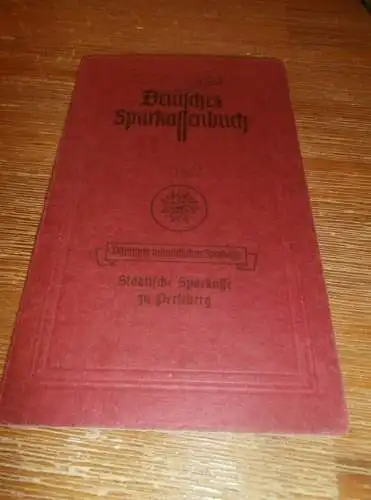 Deutsches
Sparkassenbuch
Städtische Sparkasse
zu Perleberg